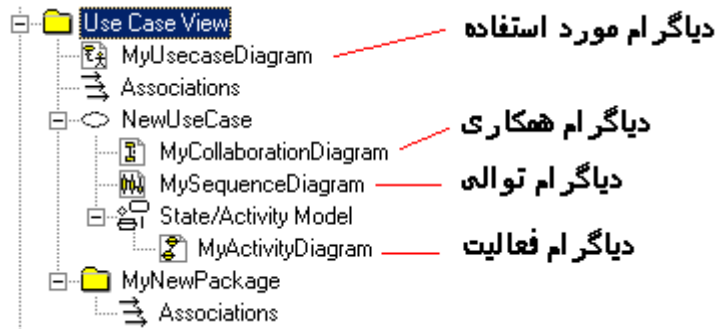 Use Case View
دیاگرام مورد استفاده
MyUsecaseDiagram
Associations
NewUseCase
دیاگرام همکاری
MyCollaborationDiagram
MySequenceDiagram
دیاگرام توالی
State/Activity Model
MyActivityDiagram
دیاگرام فعالیت
MyNewPackage
Associations